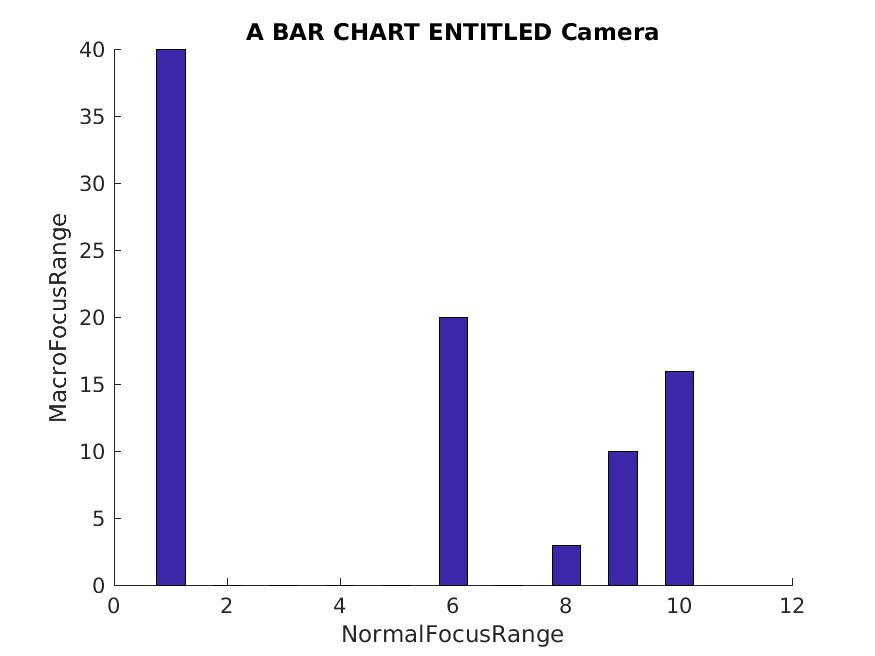 A BAR CHART ENTITLED Camera
40
35
30
25
20
15
10
5
0
MacroFocusRange
0 2 4 6 8 10 12
NormalFocusRange